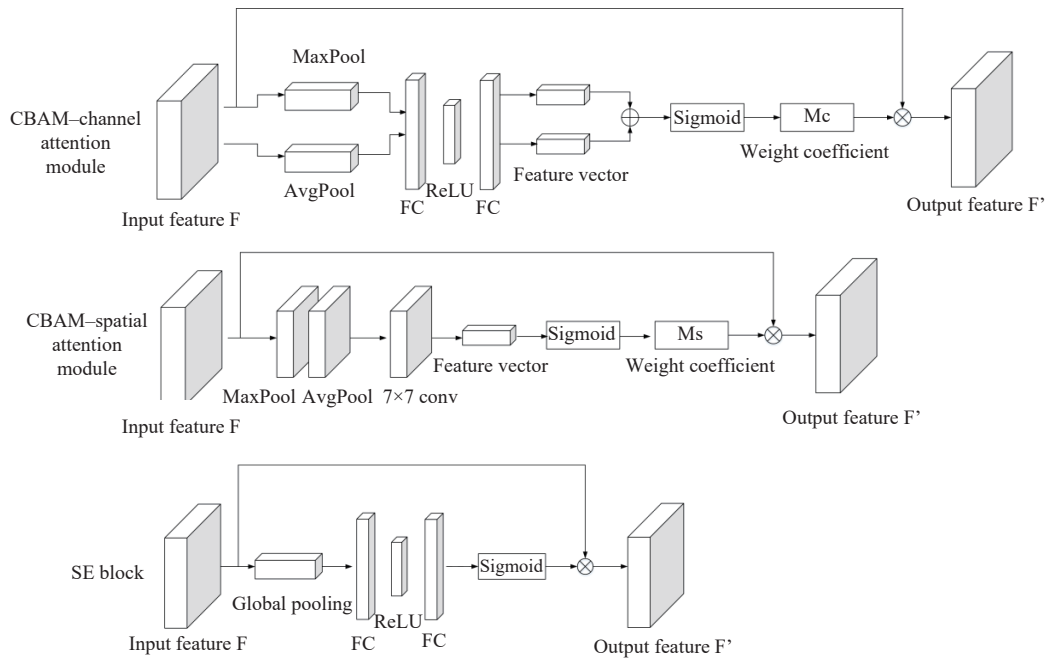 MaxPool
CBAM–channel
attention
module
AvgPool
Input feature F
FC
ReLU
FC
Feature vector
Sigmoid
Mc
Weight coefficient
Output feature F’
CBAM–spatial
attention
module
MaxPool
AvgPool
7×7 conv
Input feature F
Feature vector
Sigmoid
Ms
Weight coefficient
Output feature F’
SE block
Global pooling
Input feature F
FC
ReLU
FC
Sigmoid
Output feature F’